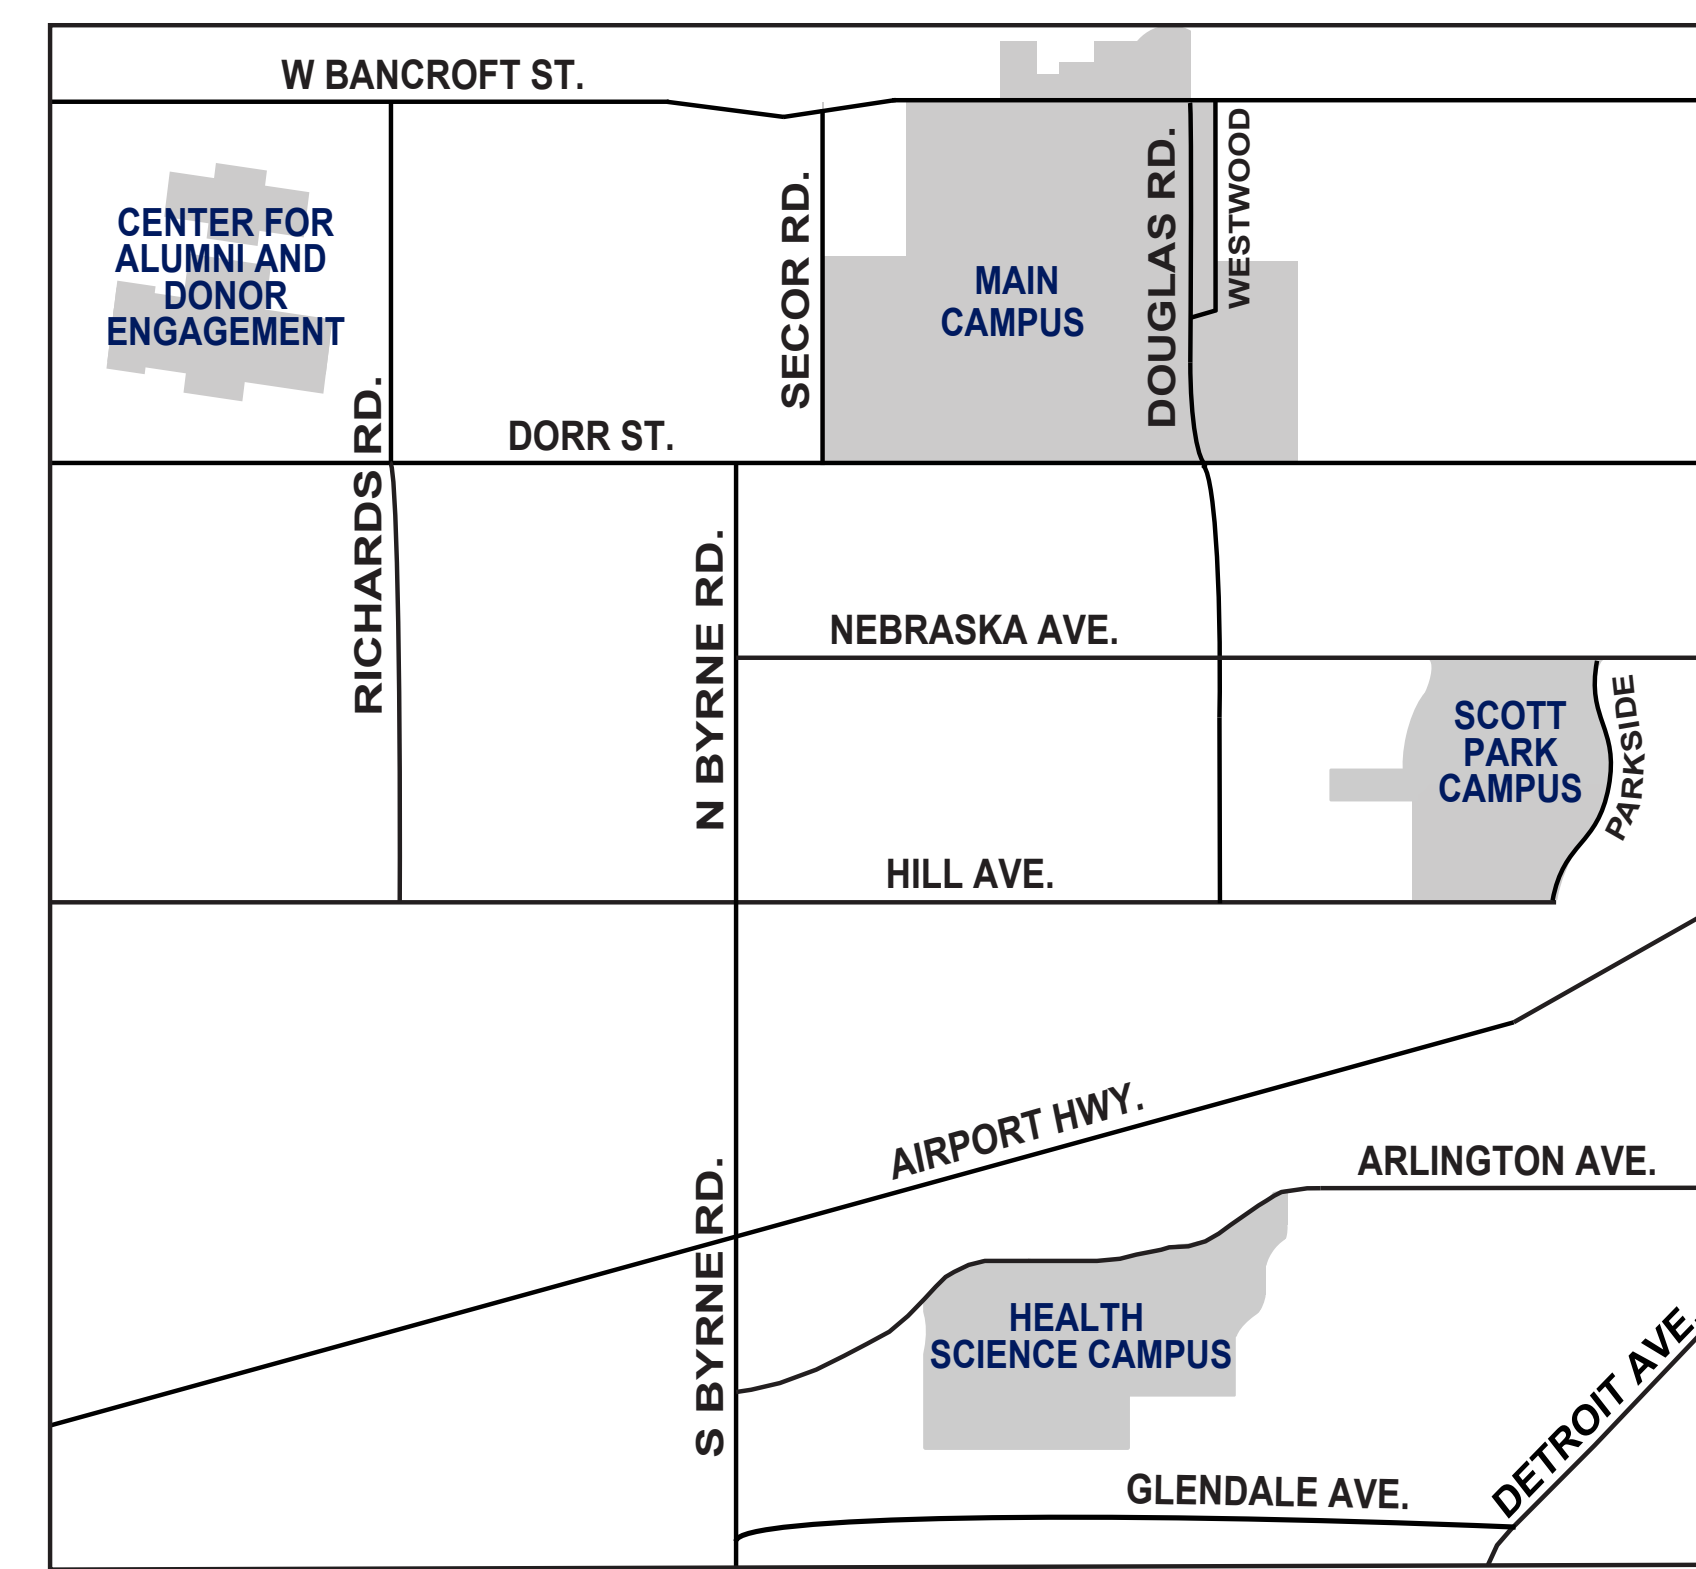 W BANCROFT ST.
CENTER FOR
ALUMNI AND
DONOR
ENGAGEMENT
RICHARDS RD.
DORR ST.
SECOR RD.
MAIN
CAMPUS
DOUGLAS RD.
WESTWOOD
N BYRNE RD.
NEBRASKA AVE.
SCOTT
PARK
CAMPUS
PARKSIDE
HILL AVE.
AIRPORT HWY.
ARLINGTON AVE.
S BYRNE RD.
HEALTH
SCIENCE CAMPUS
DETROIT AVE.
GLENDALE AVE.